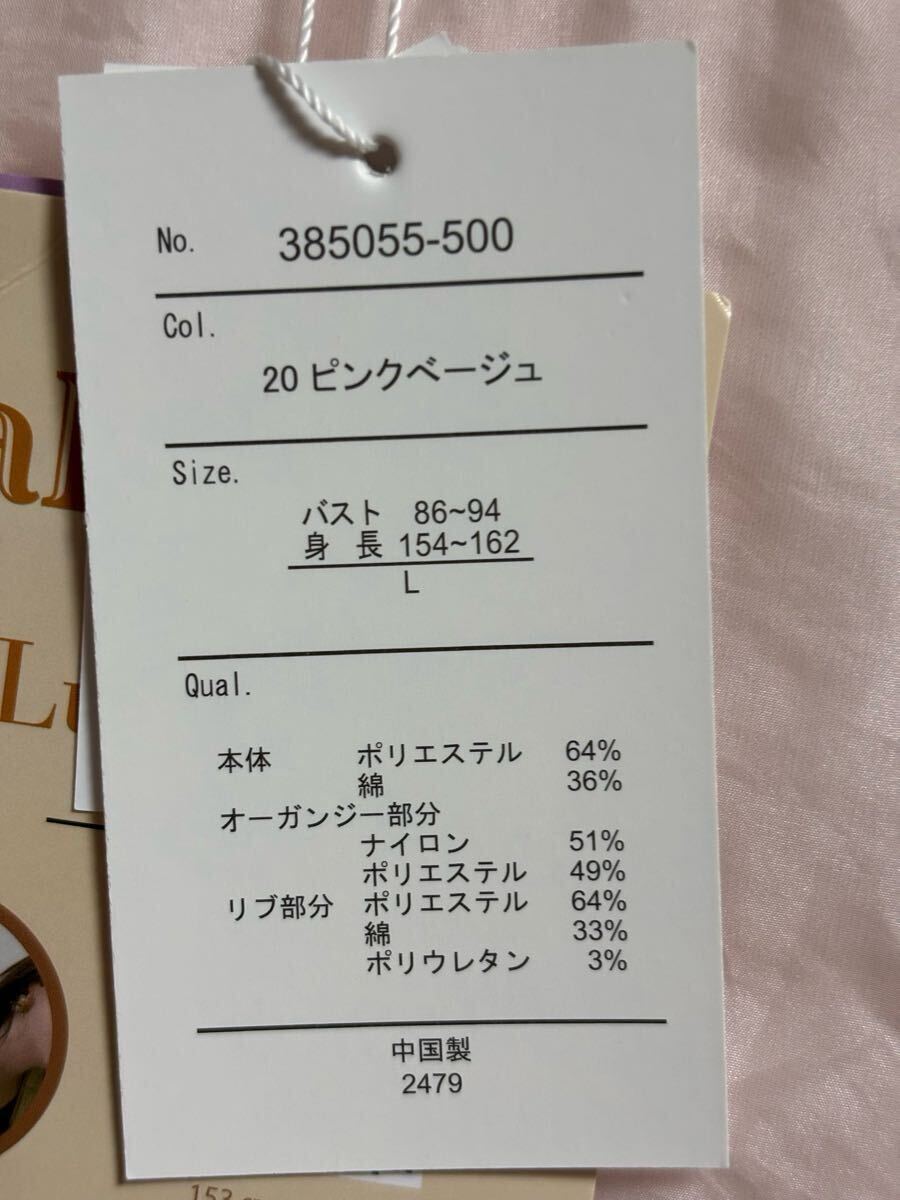 No. 385055-500
Col.
20 ピンクベージュ
Size.
バスト 86~94
身 長 154~162
L
Qual.
本体 ポリエステル 64%
綿 36%
オーガンジー部分
ナイロン 51%
ポリエステル 49%
リブ部分 ポリエステル 64%
綿 33%
ポリウレタン 3%
中国製
2479